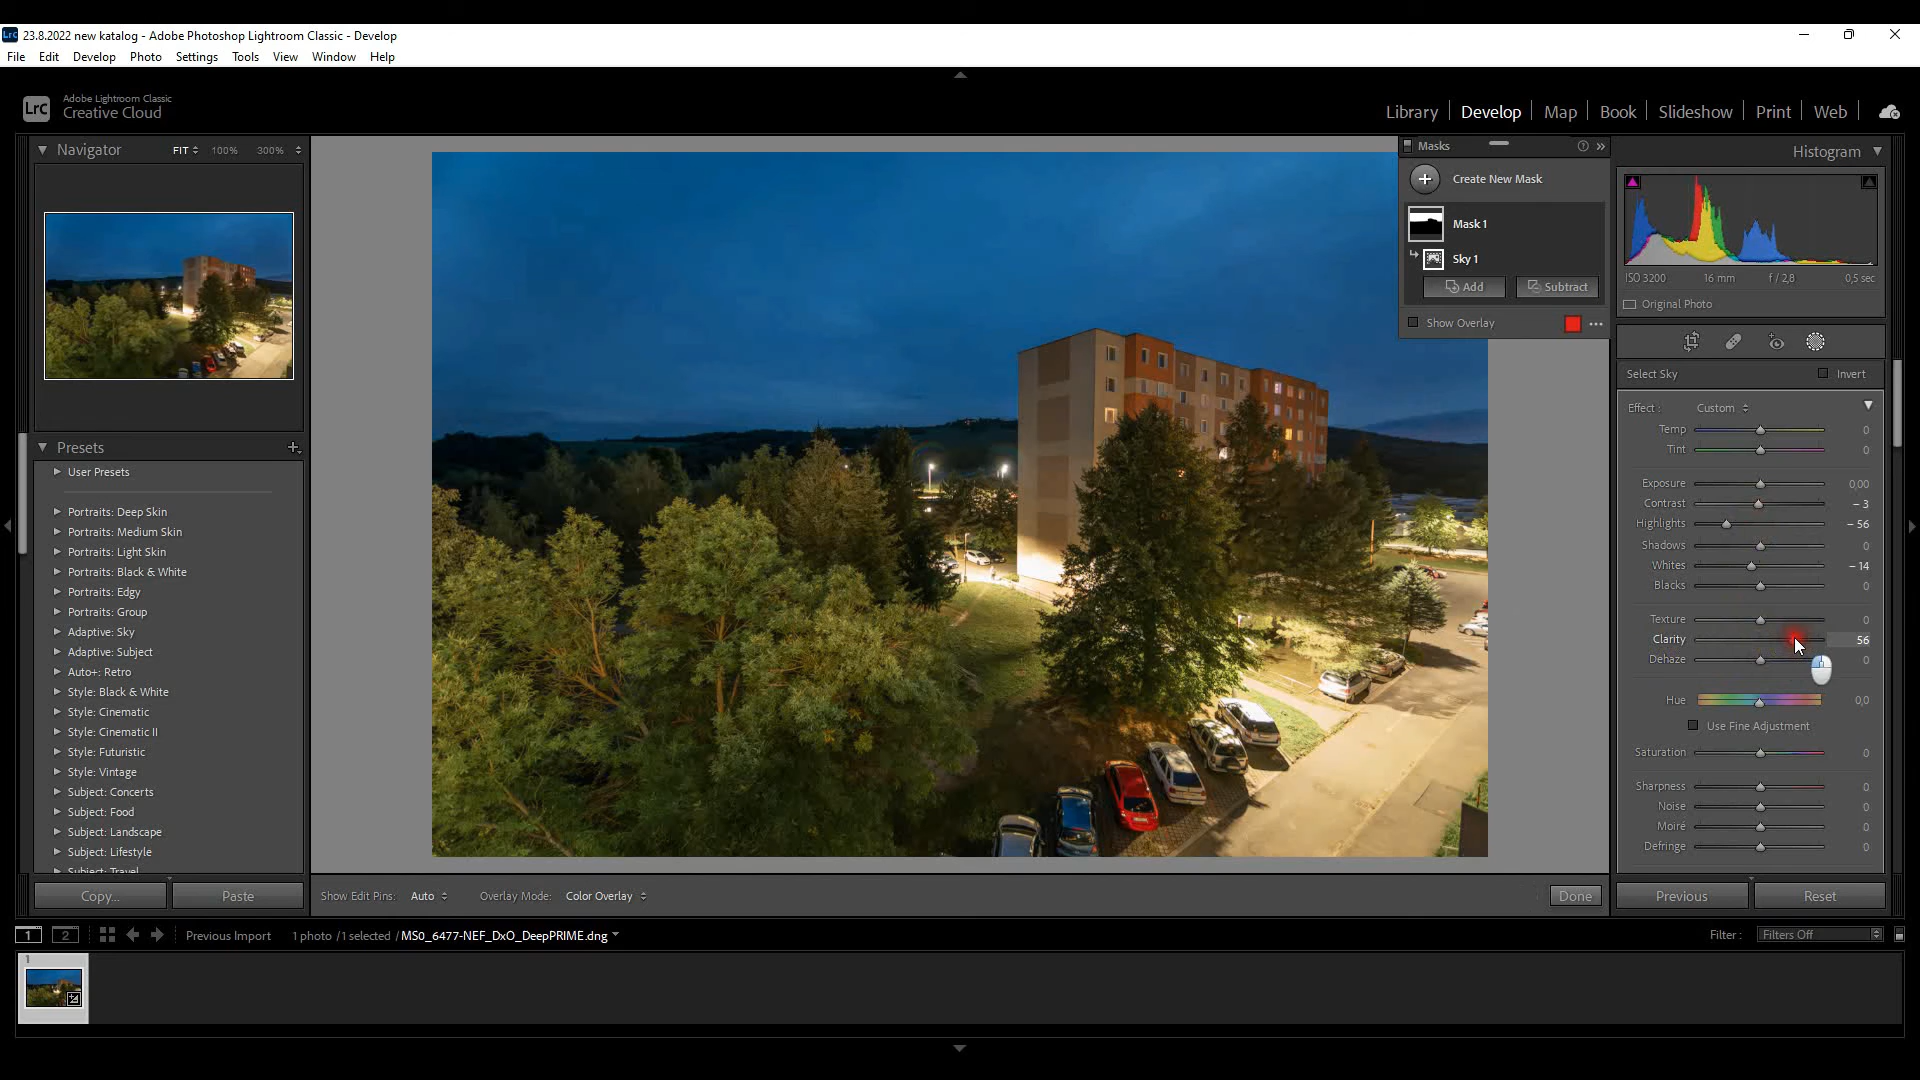 Lrc 23.8.2022 new katalog - Adobe Photoshop Lightroom Classic - Develop
File Edit Develop Photo Settings Tools View Window Help
LrC Adobe Lightroom Classic
Creative Cloud
Library Develop Map Book Slideshow Print Web
Navigator FIT 100% 300%
Presets
User Presets
Portraits: Deep Skin
Portraits: Medium Skin
Portraits: Light Skin
Portraits: Black & White
Portraits: Edgy
Portraits: Group
Adaptive: Sky
Adaptive: Subject
Auto+: Retro
Style: Black & White
Style: Cinematic
Style: Cinematic II
Style: Futuristic
Style: Vintage
Subject: Concerts
Subject: Food
Subject: Landscape
Subject: Lifestyle
Subject: Travel
Copy... Paste
Masks
Create New Mask
Mask 1
Sky 1
Add Subtract
Show Overlay
Histogram
ISO 3200 16 mm f / 2,8 0,5 sec
Original Photo
Select Sky Invert
Effect : Custom
Temp 0
Tint 0
Exposure 0,00
Contrast – 3
Highlights – 56
Shadows 0
Whites – 14
Blacks 0
Texture 0
Clarity 56
Dehaze 0
Hue 0,0
Use Fine Adjustment
Saturation 0
Sharpness 0
Noise 0
Moiré 0
Defringe 0
Show Edit Pins: Auto Overlay Mode: Color Overlay Done
Previous Reset
1 2 Previous Import 1 photo / 1 selected / MS0_6477-NEF_DxO_DeepPRIME.dng Filter : Filters Off
1